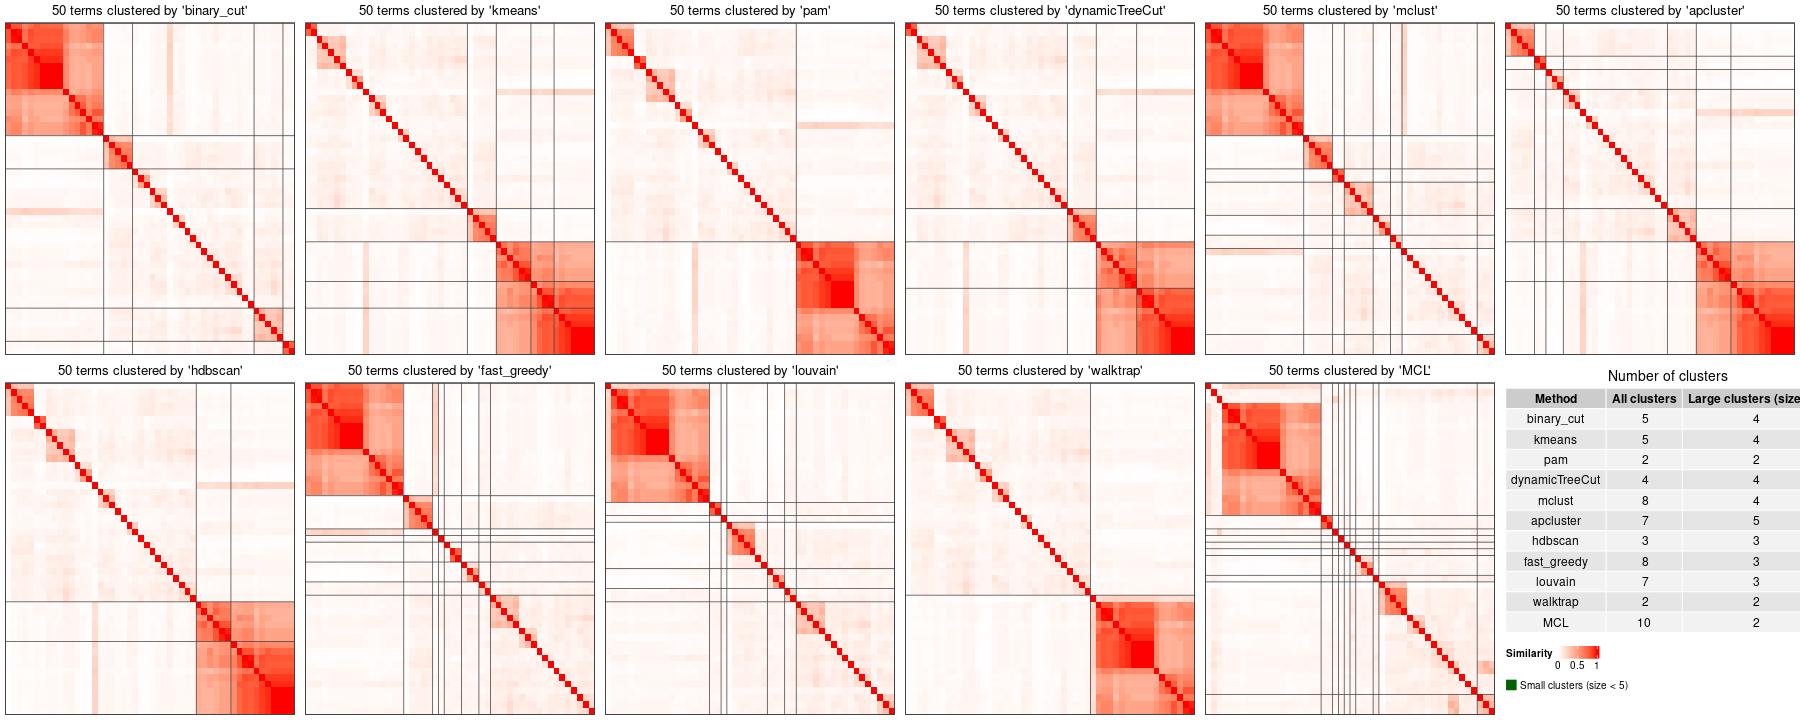 50 terms clustered by 'binary_cut'
50 terms clustered by 'kmeans'
50 terms clustered by 'pam'
50 terms clustered by 'dynamicTreeCut'
50 terms clustered by 'mclust'
50 terms clustered by 'apcluster'
50 terms clustered by 'hdbscan'
50 terms clustered by 'fast_greedy'
50 terms clustered by 'louvain'
50 terms clustered by 'walktrap'
50 terms clustered by 'MCL'
Number of clusters
Method All clusters Large clusters (size
binary_cut 5 4
kmeans 5 4
pam 2 2
dynamicTreeCut 4 4
mclust 8 4
apcluster 7 5
hdbscan 3 3
fast_greedy 8 3
louvain 7 3
walktrap 2 2
MCL 10 2
Similarity
0 0.5 1
Small clusters (size < 5)